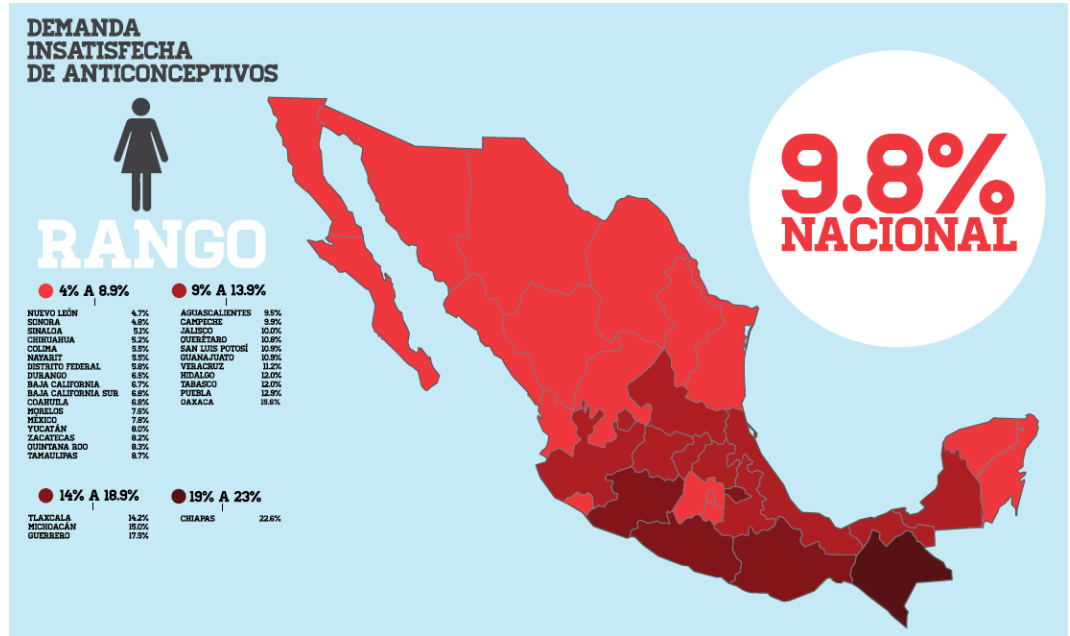 DEMANDA
INSATISFECHA
DE ANTICONCEPTIVOS
9.8%
NACIONAL
RANGO
4% A 8.9%
NUEVO LEÓN 4.7%
SONORA 4.8%
SINALOA 5.1%
CHIHUAHUA 5.2%
COLIMA 5.5%
NAYARIT 5.5%
DISTRITO FEDERAL 5.8%
DURANGO 6.5%
BAJA CALIFORNIA 6.7%
BAJA CALIFORNIA SUR 6.8%
COAHUILA 6.8%
MORELOS 7.6%
MÉXICO 7.8%
YUCATÁN 8.0%
ZACATECAS 8.2%
QUINTANA ROO 8.3%
TAMAULIPAS 8.7%
9% A 13.9%
AGUASCALIENTES 9.5%
CAMPECHE 9.9%
JALISCO 10.0%
QUERÉTARO 10.8%
SAN LUIS POTOSÍ 10.9%
GUANAJUATO 10.9%
VERACRUZ 11.2%
HIDALGO 12.0%
TABASCO 12.0%
PUEBLA 12.9%
OAXACA
14% A 18.9%
TLAXCALA 14.2%
MICHOACÁN 15.0%
GUERRERO 17.5%
19% A 23%
CHIAPAS 22.6%